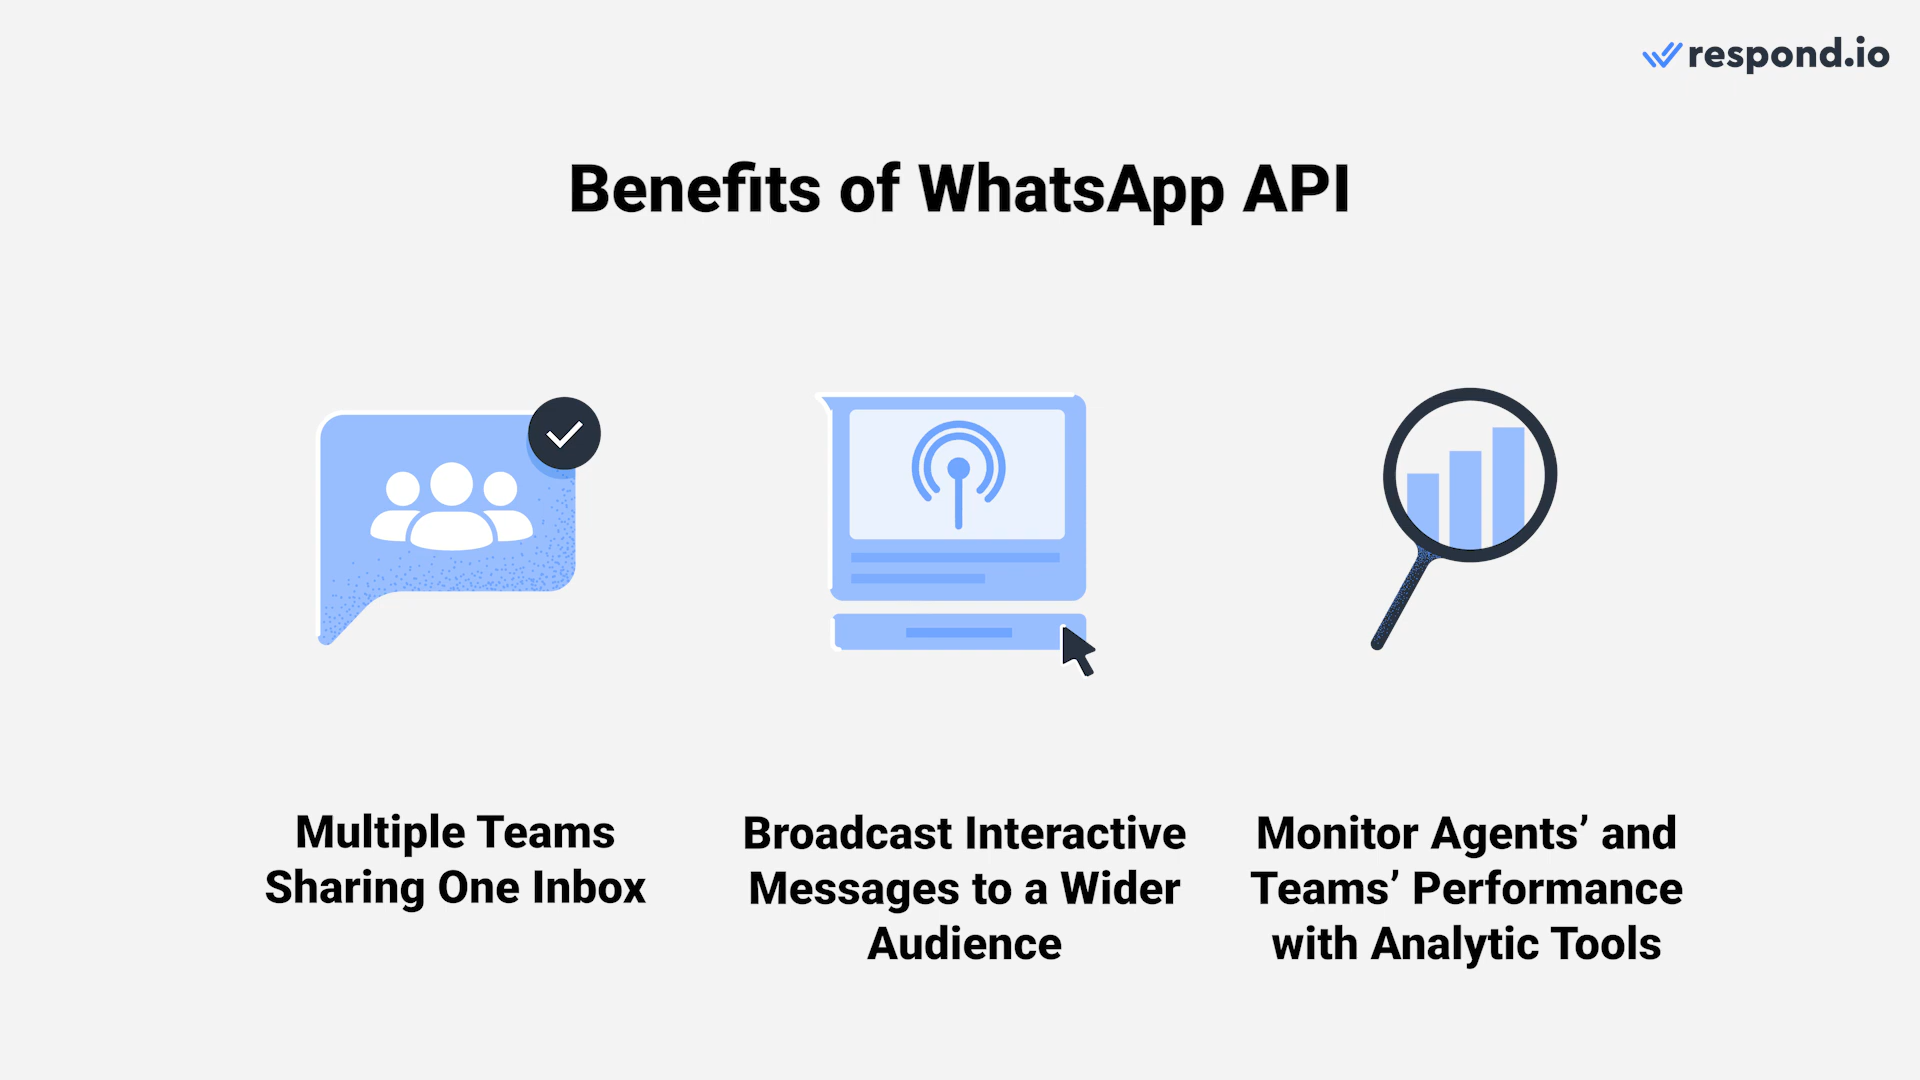 respond.io
Benefits of WhatsApp API
Multiple Teams
Sharing One Inbox
Broadcast Interactive
Messages to a Wider
Audience
Monitor Agents’ and
Teams’ Performance
with Analytic Tools